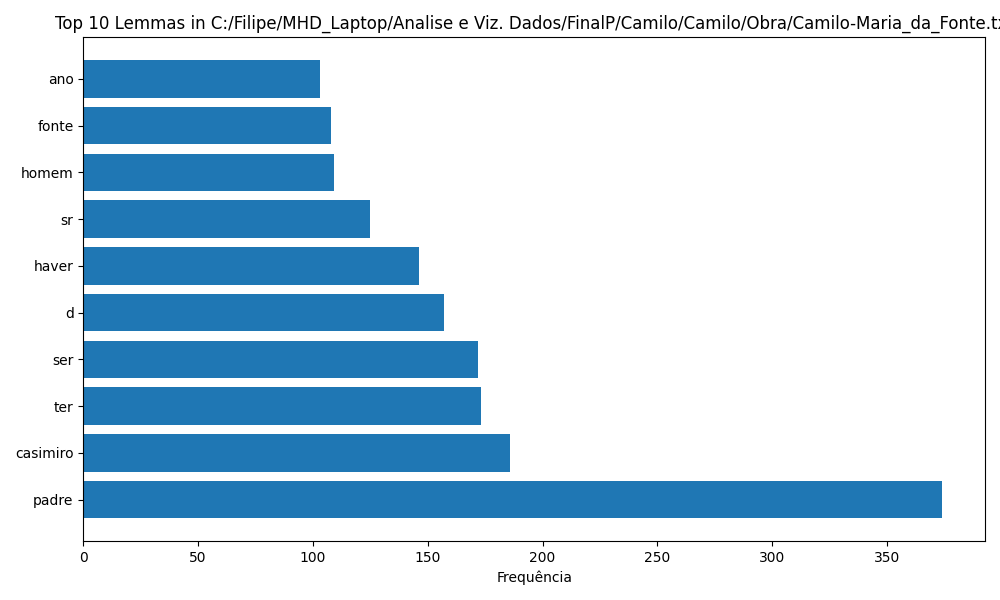 Top 10 Lemmas in C:/Filipe/MHD_Laptop/Analise e Viz. Dados/FinalP/Camilo/Camilo/Obra/Camilo-Maria_da_Fonte.tx
ano
fonte
homem
sr
haver
d
ser
ter
casimiro
padre
0 50 100 150 200 250 300 350
Frequência